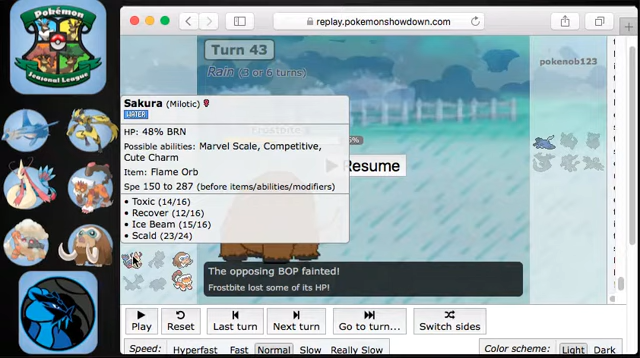 Pokémon
Seasonal League
replay.pokemonshowdown.com
Turn 43
Rain (3 or 6 turns)
pokenob123
Sakura (Milotic)
WATER
HP: 48% BRN
Possible abilities: Marvel Scale, Competitive,
Cute Charm
Item: Flame Orb
Spe 150 to 287 (before items/abilities/modifiers)
• Toxic (14/16)
• Recover (12/16)
• Ice Beam (15/16)
• Scald (23/24)
Frostbite
Resume
The opposing BOP fainted!
Frostbite lost some of its HP!
Play
Reset
Last turn
Next turn
Go to turn...
Switch sides
Speed: Hyperfast Fast Normal Slow Really Slow
Color scheme: Light Dark